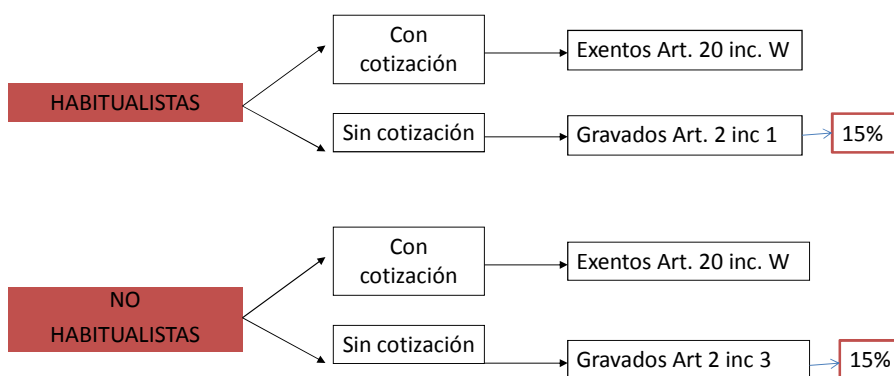 HABITUALISTAS
Con
cotización
Exentos Art. 20 inc. W
Sin cotización
Gravados Art. 2 inc 1
15%
NO
HABITUALISTAS
Con
cotización
Exentos Art. 20 inc. W
Sin cotización
Gravados Art 2 inc 3
15%